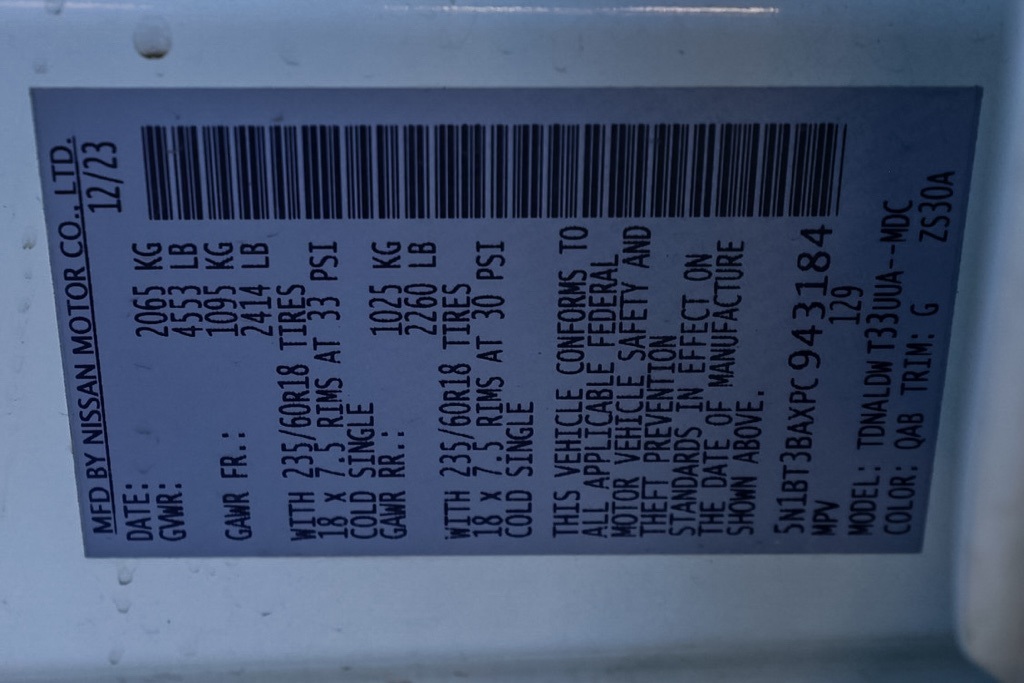 MFD BY NISSAN MOTOR CO., LTD.
DATE: 12/23
GVWR: 2065 KG
4553 LB
GAWR FR.: 1095 KG
2414 LB
WITH 235/60R18 TIRES
18 X 7.5 RIMS AT 33 PSI
COLD SINGLE
GAWR RR.: 1025 KG
2260 LB
WITH 235/60R18 TIRES
18 X 7.5 RIMS AT 30 PSI
COLD SINGLE
THIS VEHICLE CONFORMS TO
ALL APPLICABLE FEDERAL
MOTOR VEHICLE SAFETY AND
THEFT PREVENTION
STANDARDS IN EFFECT ON
THE DATE OF MANUFACTURE
SHOWN ABOVE.
5N1BT3BAXPC943184
MPV 129
MODEL: TDNALDW T33UUA--MDC
COLOR: QAB TRIM: G ZS30A